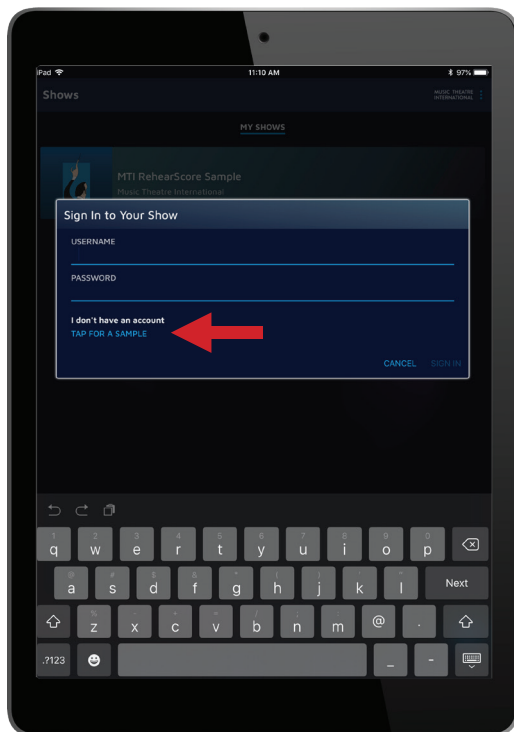 iPad 11:10 AM 97%
Shows MUSIC THEATRE
INTERNATIONAL
MY SHOWS
MTI RehearScore Sample
Music Theatre International
Sign In to Your Show
USERNAME
PASSWORD
I don't have an account
TAP FOR A SAMPLE
CANCEL SIGN IN
1 2 3 4 5 6 7 8 9 0
q w e r t y u i o p
@ # $ & * ( ) ' "
a s d f g h j k l Next
% - + = / ; :
z x c v b n m @ .
.?123 _ -